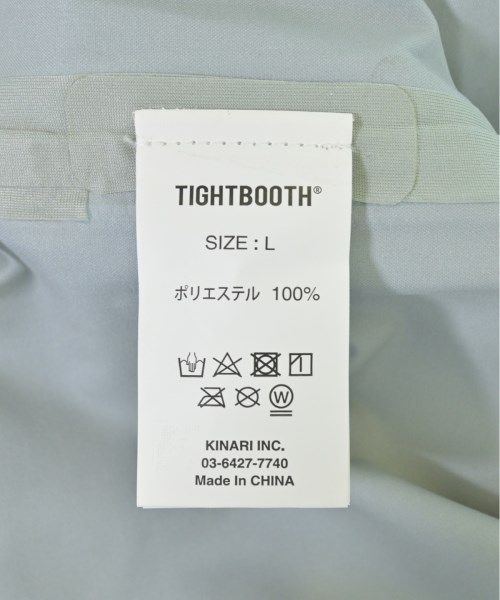 TIGHTBOOTH®
SIZE : L
ポリエステル 100%
W
KINARI INC.
03-6427-7740
Made In CHINA